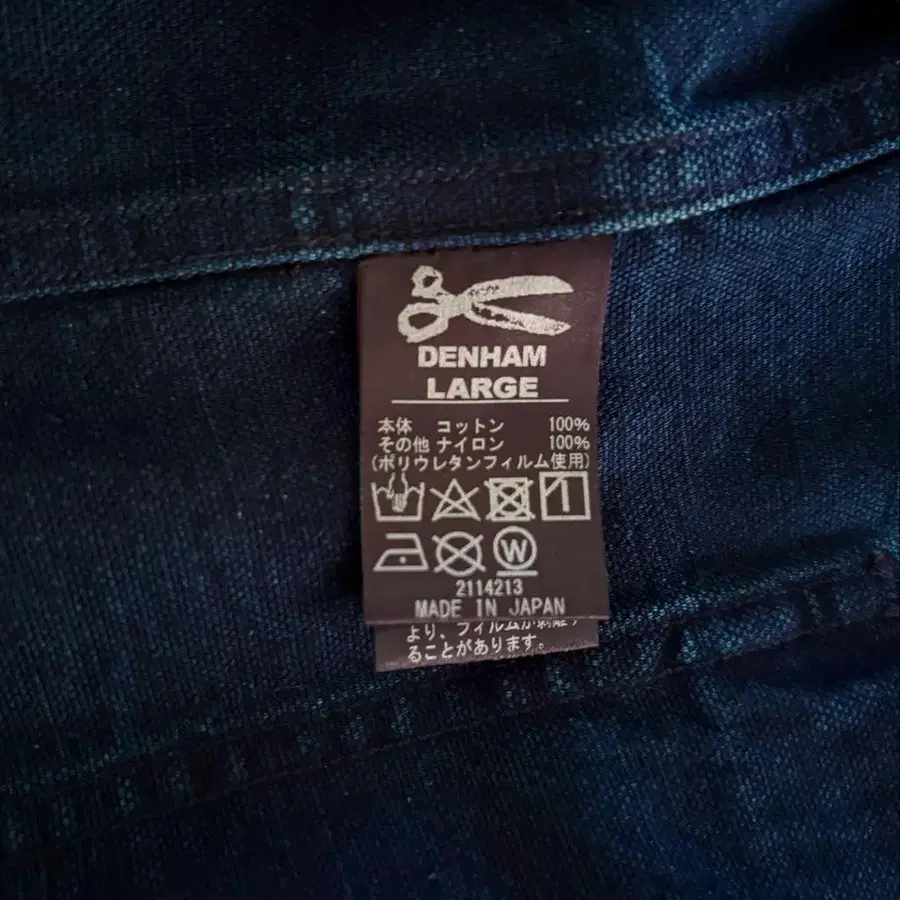 DENHAM
LARGE
本体 コットン 100%
その他 ナイロン 100%
(ポリウレタンフィルム使用)
W
2114213
MADE IN JAPAN
より、フィルムが剥離す
ることがあります。